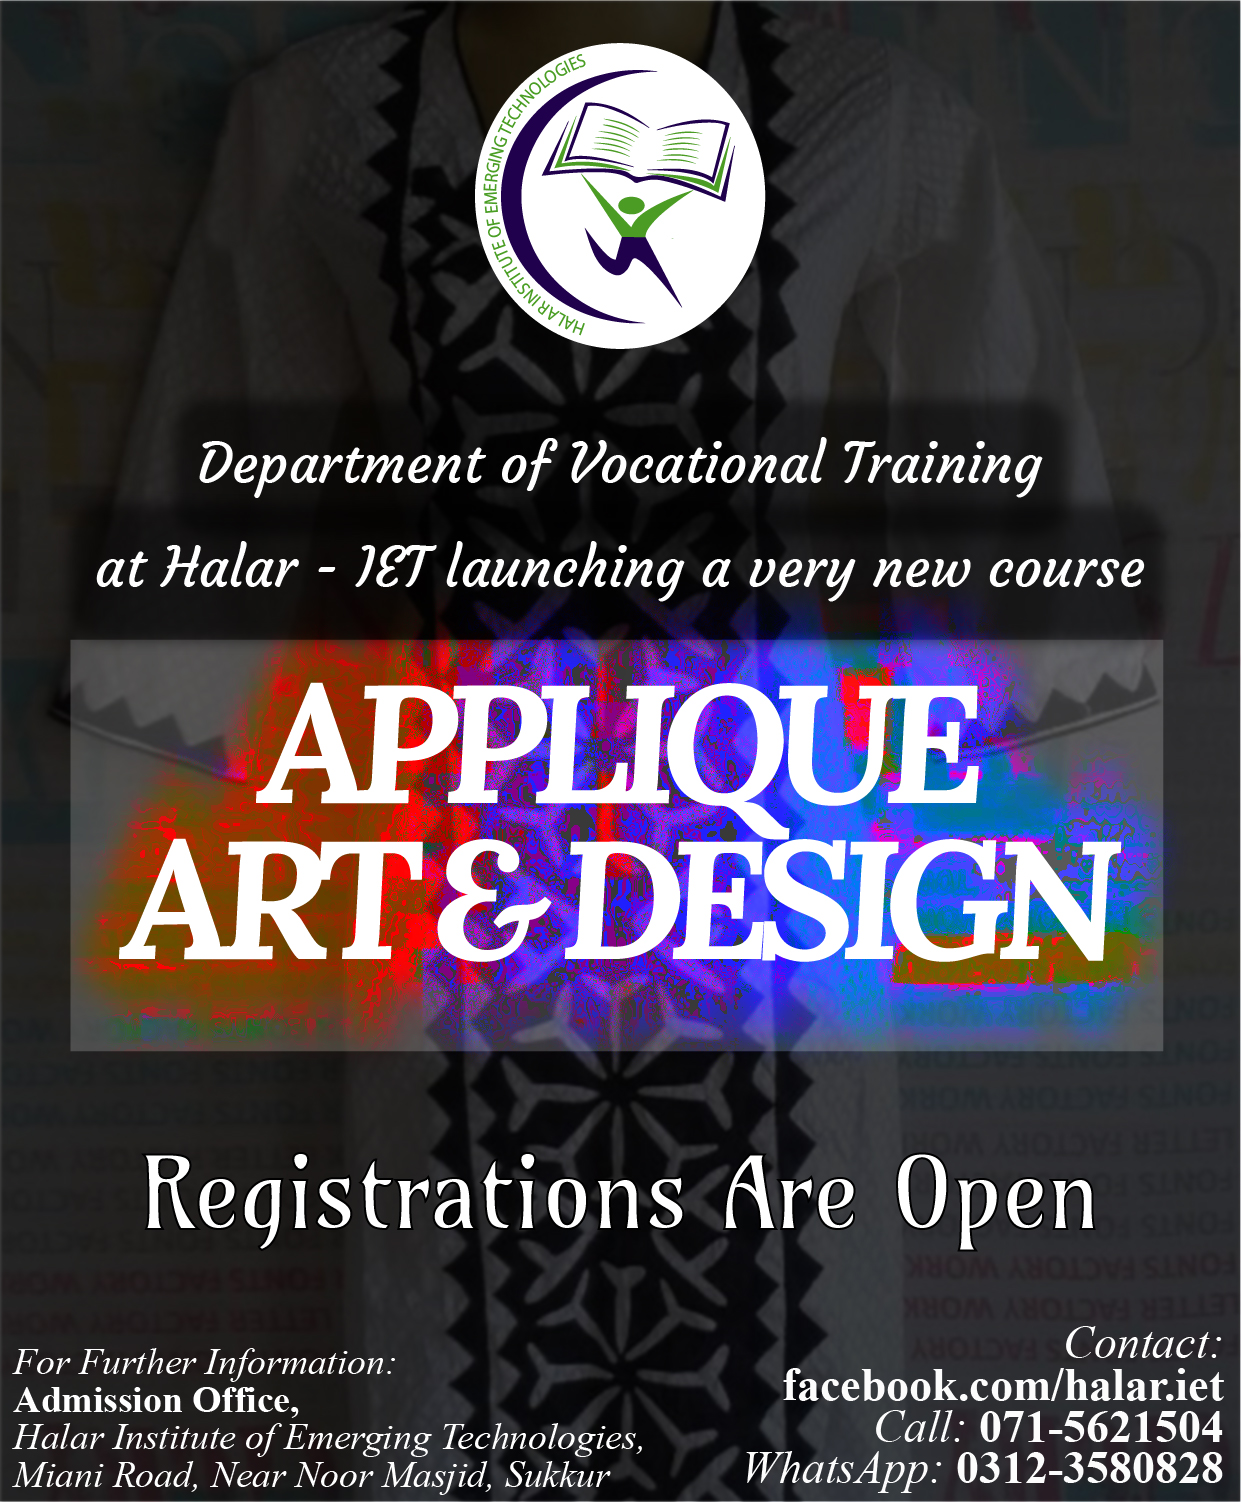 HALAR INSTITUTE OF EMERGING TECHNOLOGIES
Department of Vocational Training
at Halar - IET launching a very new course
APPLIQUE
ART & DESIGN
Registrations Are Open
For Further Information:
Admission Office,
Halar Institute of Emerging Technologies,
Miani Road, Near Noor Masjid, Sukkur
Contact:
facebook.com/halar.iet
Call: 071-5621504
WhatsApp: 0312-3580828